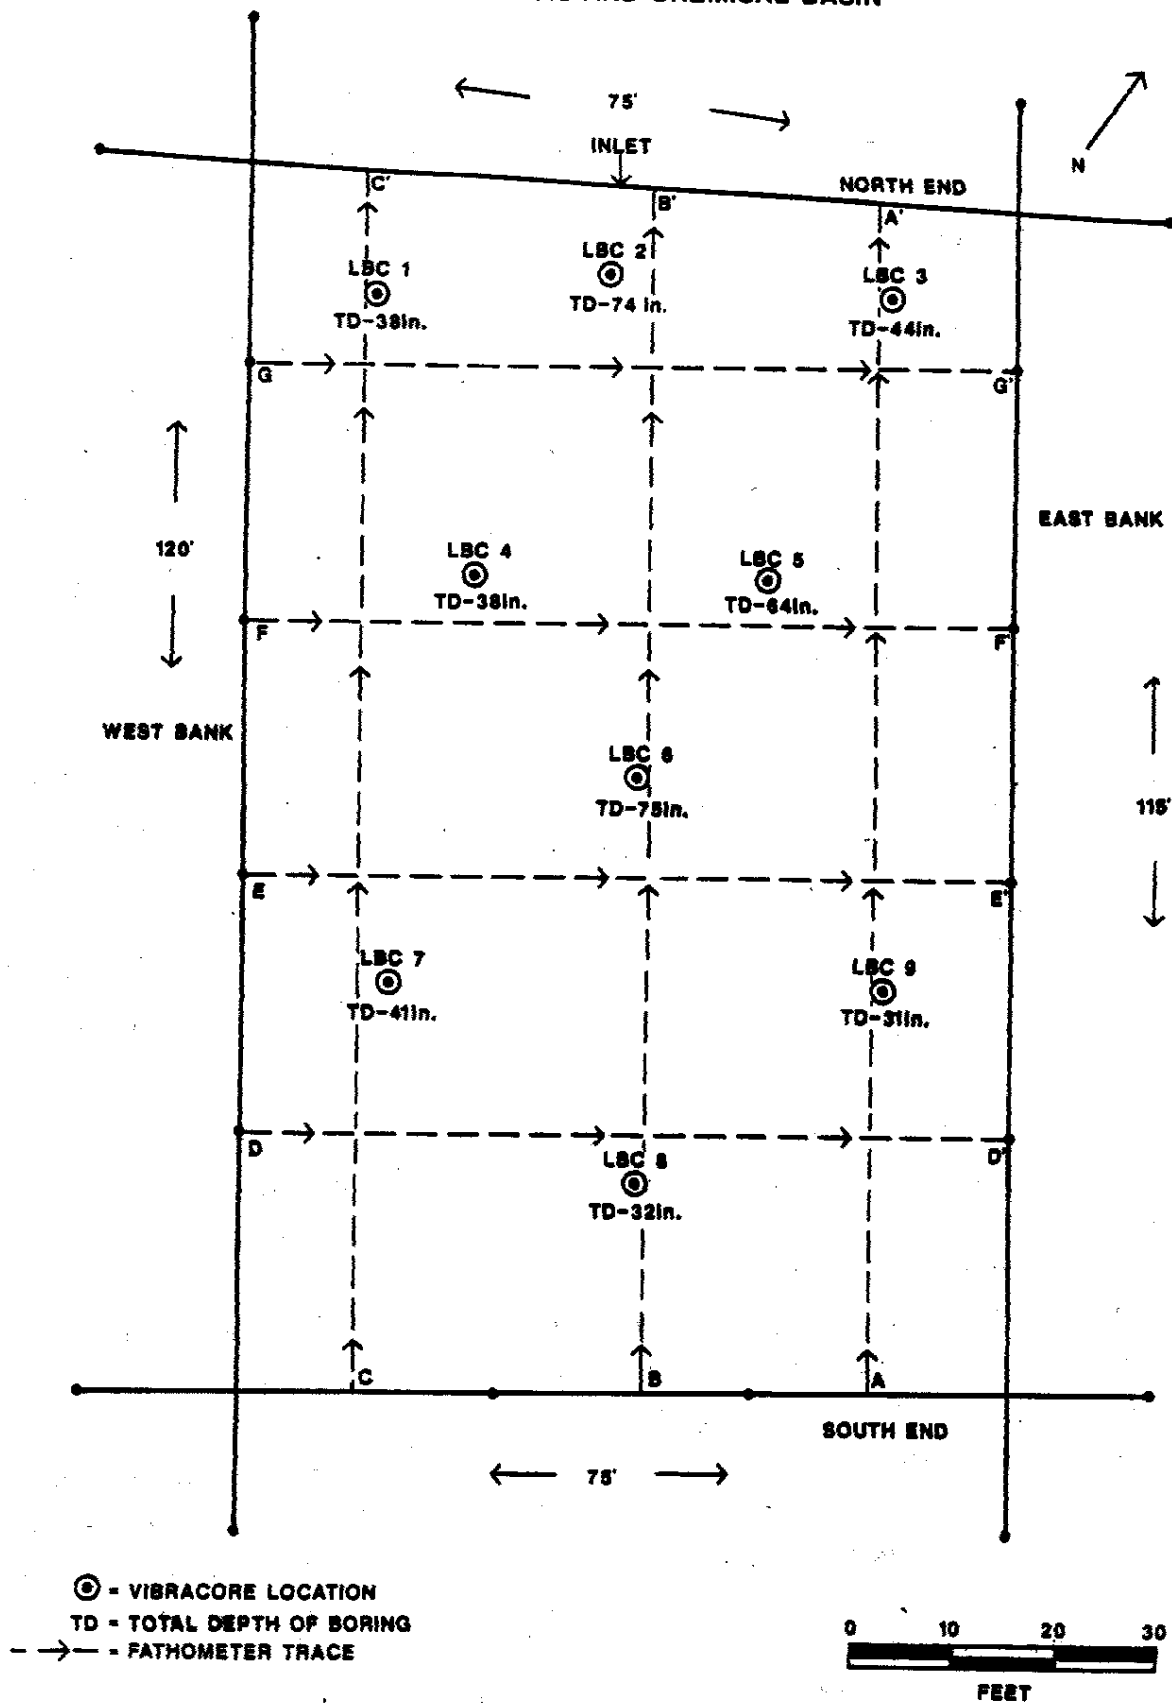 CHEMICAL BASIN
75'
INLET
N
NORTH END
C'
B'
A'
LBC 1
TD-38in.
LBC 2
TD-74 in.
LBC 3
TD-44in.
G
G'
120'
EAST BANK
LBC 4
TD-38in.
LBC 5
TD-64in.
F
F'
WEST BANK
LBC 6
TD-75in.
115'
E
E'
LBC 7
TD-41in.
LBC 9
TD-31in.
D
D'
LBC 8
TD-32in.
C
B
A
SOUTH END
75'
= VIBRACORE LOCATION
TD = TOTAL DEPTH OF BORING
= FATHOMETER TRACE
0 10 20 30
FEET